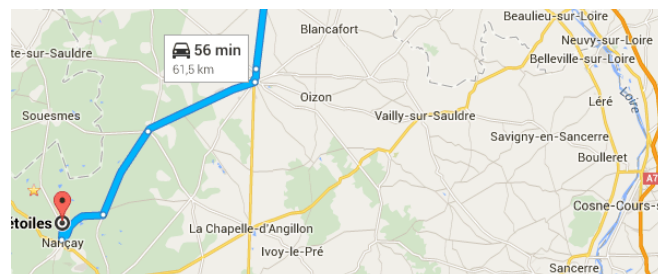 Beaulieu-sur-Loire
Blancafort
Neuvy-sur-Loire
56 min
te-sur-Sauldre
Belleville-sur-Loire
61,5 km
Oizon
Léré
Loire
Souesmes
Vailly-sur-Sauldre
Savigny-en-Sancerre
Boulleret
A7
Cosne-Cours-s
étoiles
La Chapelle-d'Angillon
Nançay
Ivoy-le-Pré
Sancerre